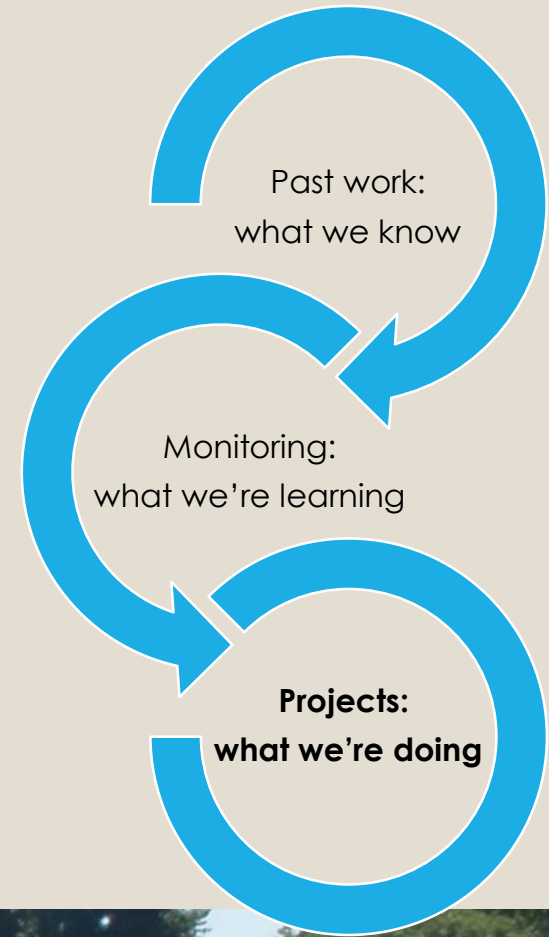 Past work:
what we know
Monitoring:
what we're learning
Projects:
what we're doing